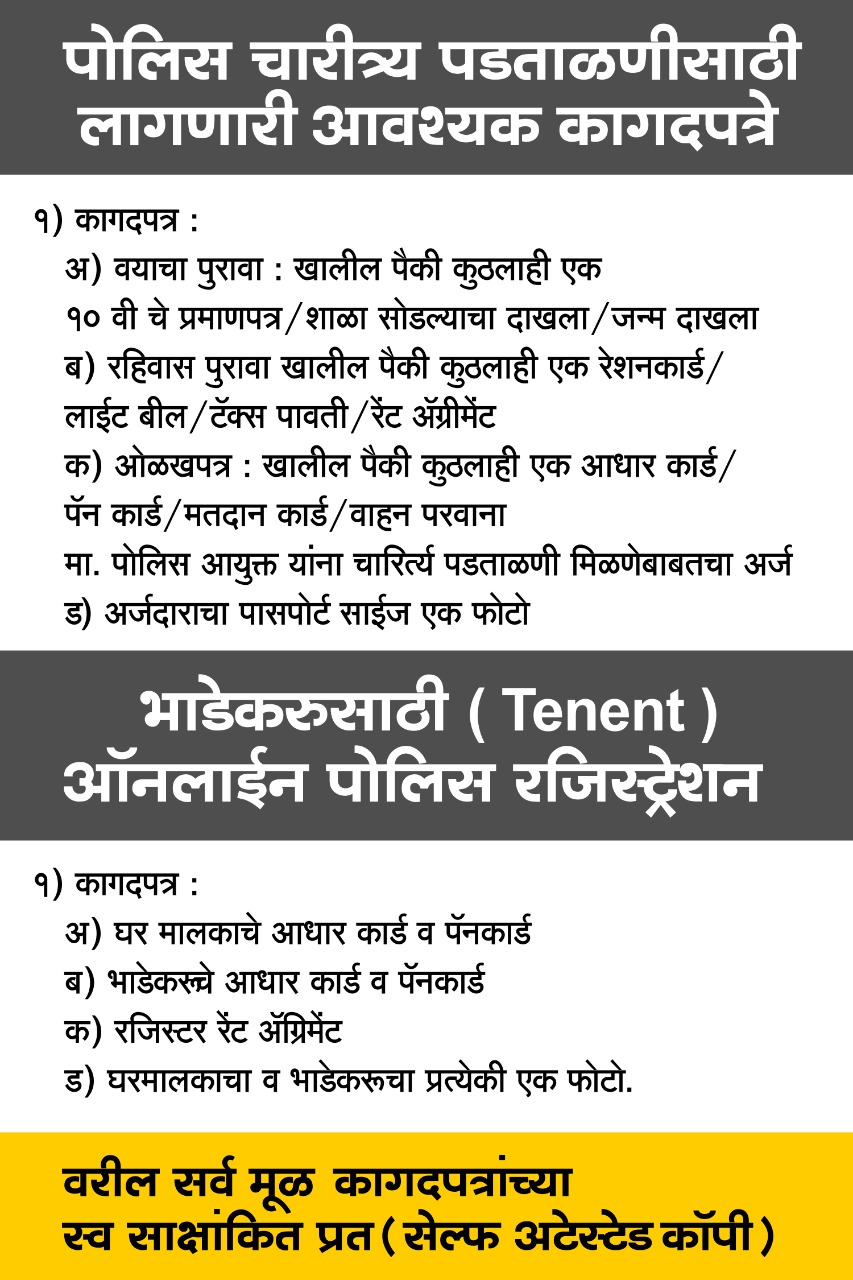 पोलिस चारीत्र्य पडताळणीसाठी
लागणारी आवश्यक कागदपत्रे
१) कागदपत्र :
अ) वयाचा पुरावा : खालील पैकी कुठलाही एक
१० वी चे प्रमाणपत्र/शाळा सोडल्याचा दाखला/जन्म दाखला
ब) रहिवास पुरावा खालील पैकी कुठलाही एक रेशनकार्ड/
लाईट बील/टॅक्स पावती/रेंट ॲग्रीमेंट
क) ओळखपत्र : खालील पैकी कुठलाही एक आधार कार्ड/
पॅन कार्ड/मतदान कार्ड/वाहन परवाना
मा. पोलिस आयुक्त यांना चारित्र्य पडताळणी मिळणेबाबतचा अर्ज
ड) अर्जदाराचा पासपोर्ट साईज एक फोटो
भाडेकरुसाठी ( Tenent )
ऑनलाईन पोलिस रजिस्ट्रेशन
१) कागदपत्र :
अ) घर मालकाचे आधार कार्ड व पॅनकार्ड
ब) भाडेकरूचे आधार कार्ड व पॅनकार्ड
क) रजिस्टर रेंट ॲग्रिमेंट
ड) घरमालकाचा व भाडेकरूचा प्रत्येकी एक फोटो.
वरील सर्व मूळ कागदपत्रांच्या
स्व साक्षांकित प्रत (सेल्फ अटेस्टेड कॉपी)